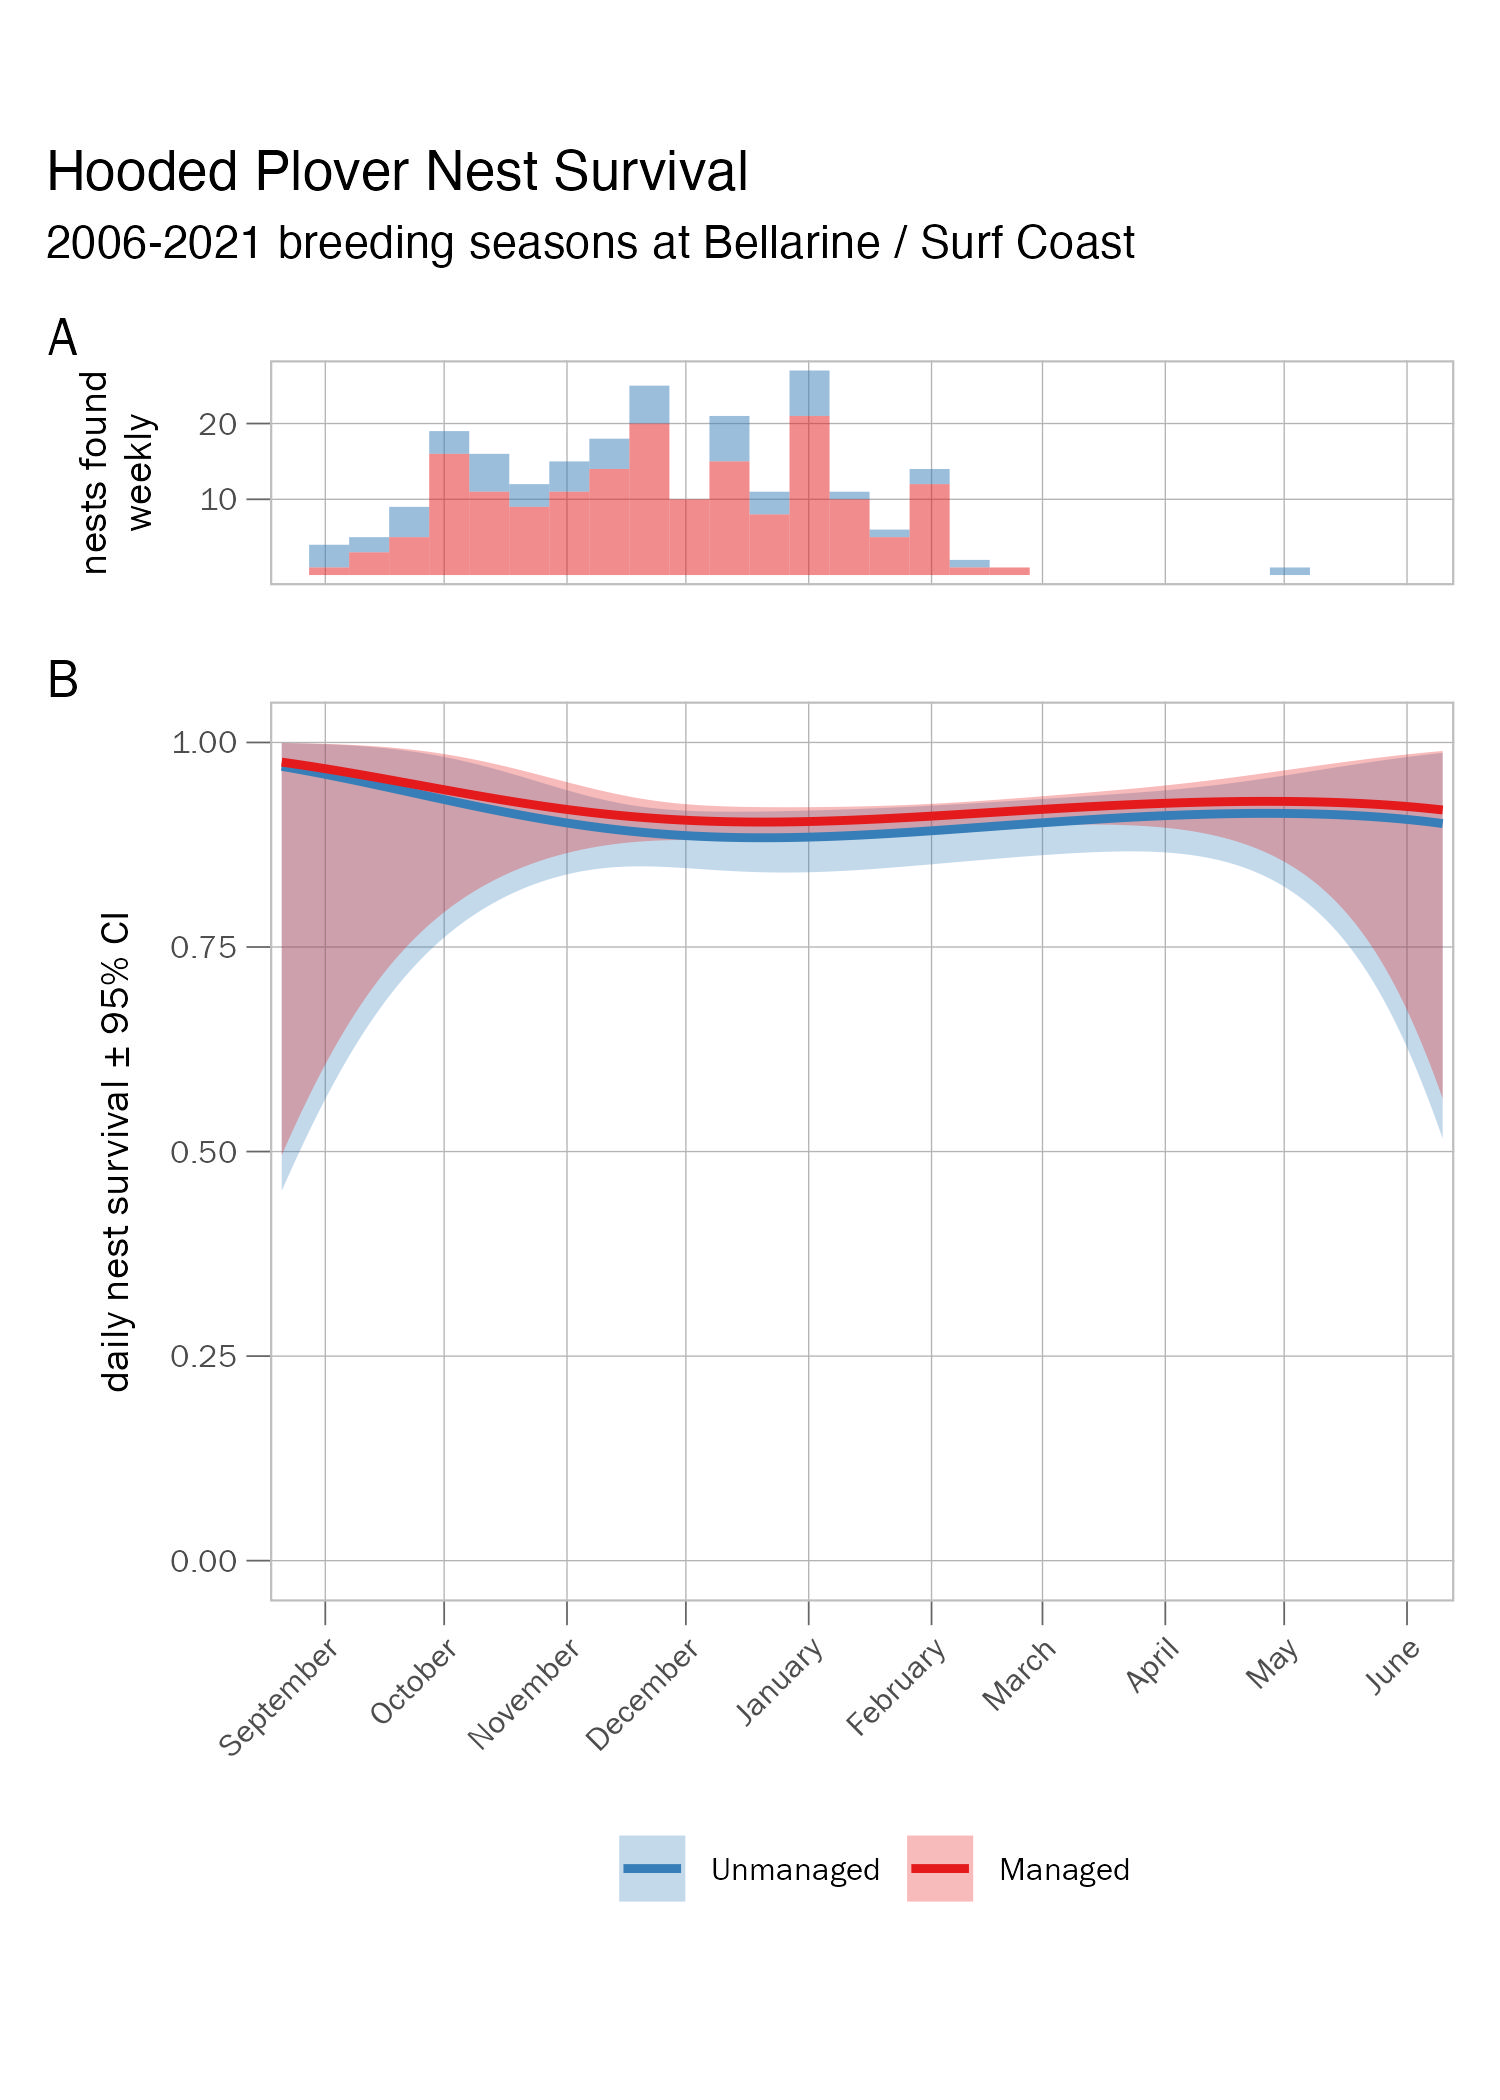 Hooded Plover Nest Survival
2006-2021 breeding seasons at Bellarine / Surf Coast
A
nests found
weekly
20
10
B
daily nest survival ± 95% CI
1.00
0.75
0.50
0.25
0.00
September
October
November
December
January
February
March
April
May
June
Unmanaged
Managed